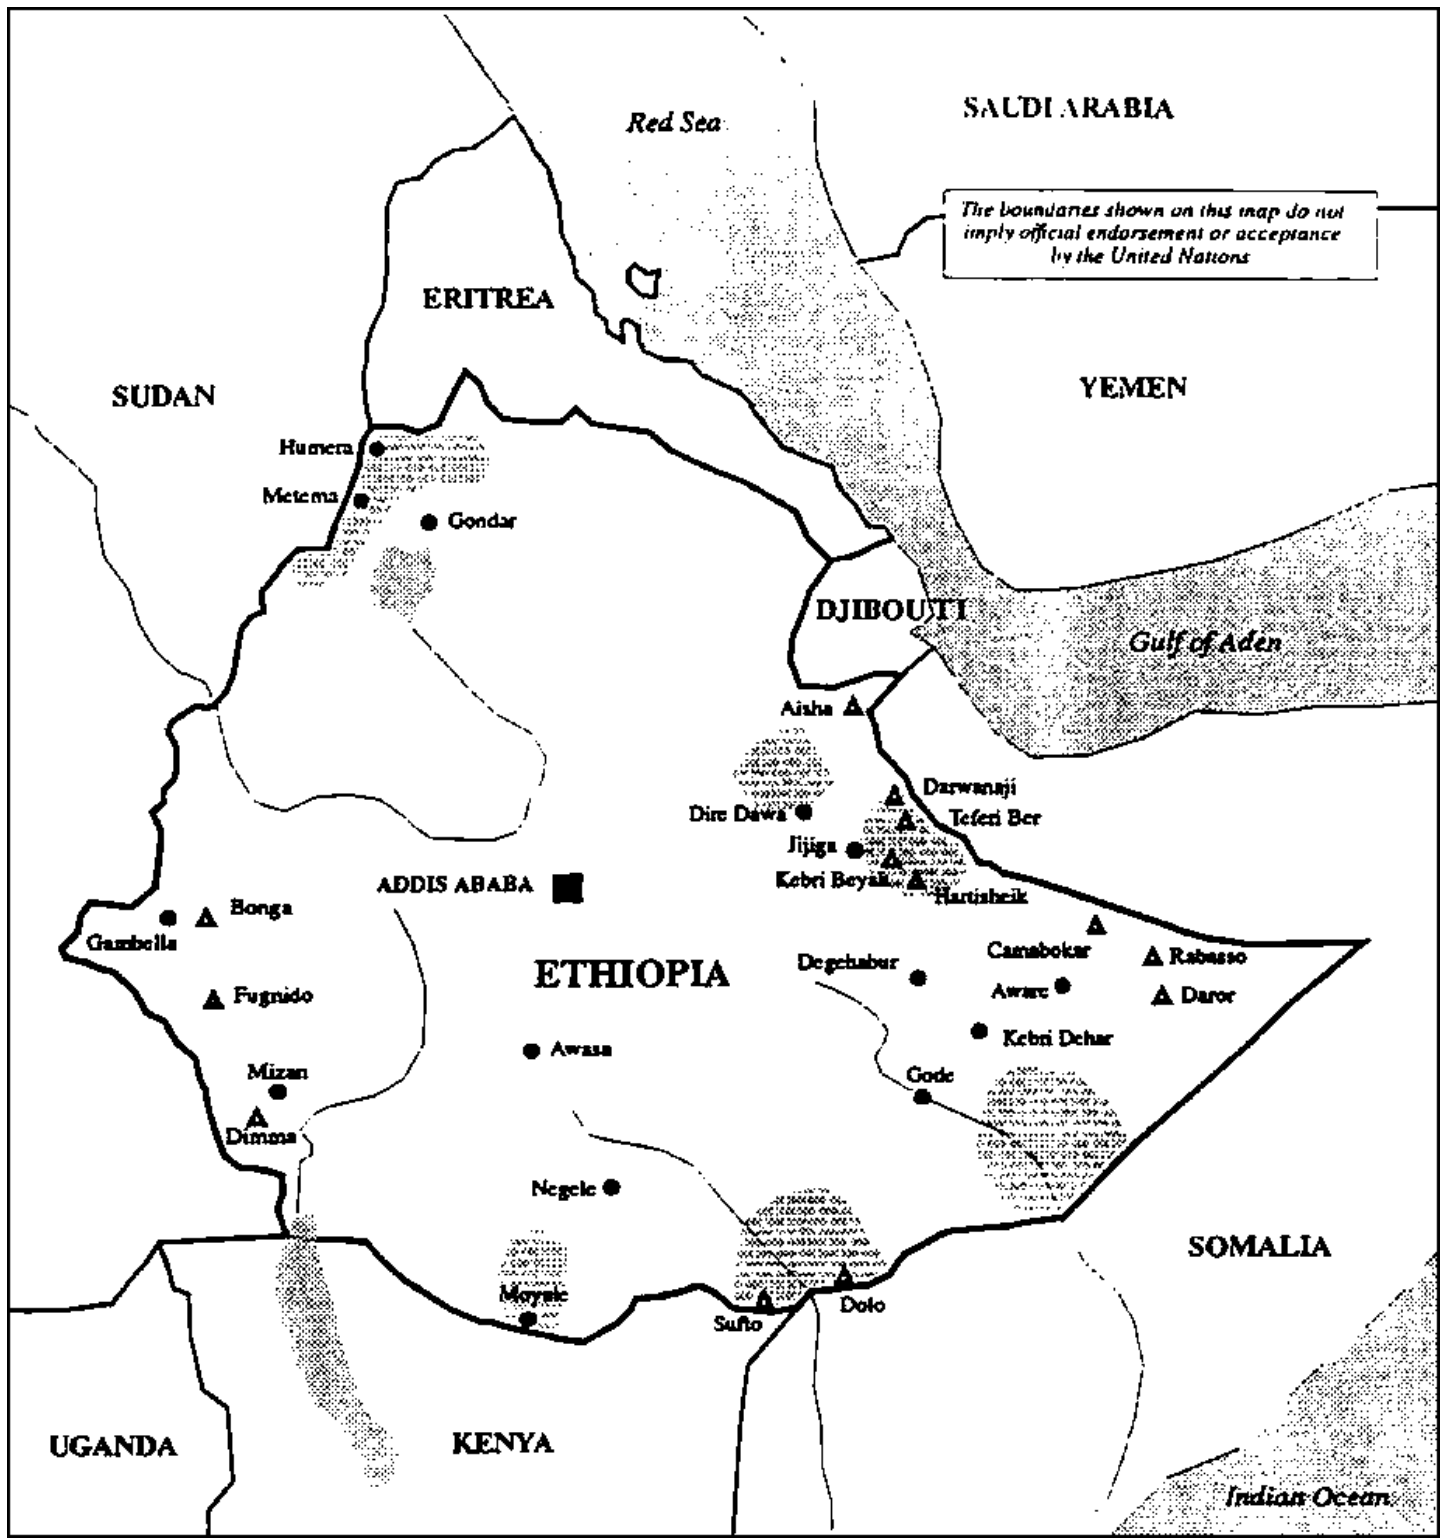 Red Sea
SAUDI ARABIA
The boundaries shown on this map do not
imply official endorsement or acceptance
by the United Nations
ERITREA
SUDAN
YEMEN
Humera
Metema
Gondar
DJIBOUTI
Gulf of Aden
Aisha
Darwanaji
Dire Dawa
Teferi Ber
Jijiga
Kebri Beyah
ADDIS ABABA
Hartisheik
Bonga
Gambella
Camabokar
Rabasso
Degehabur
ETHIOPIA
Aware
Daror
Fugnido
Kebri Dehar
Awasa
Mizan
Gode
Dimma
Negele
SOMALIA
Moyale
Sufto
Dolo
UGANDA
KENYA
Indian Ocean